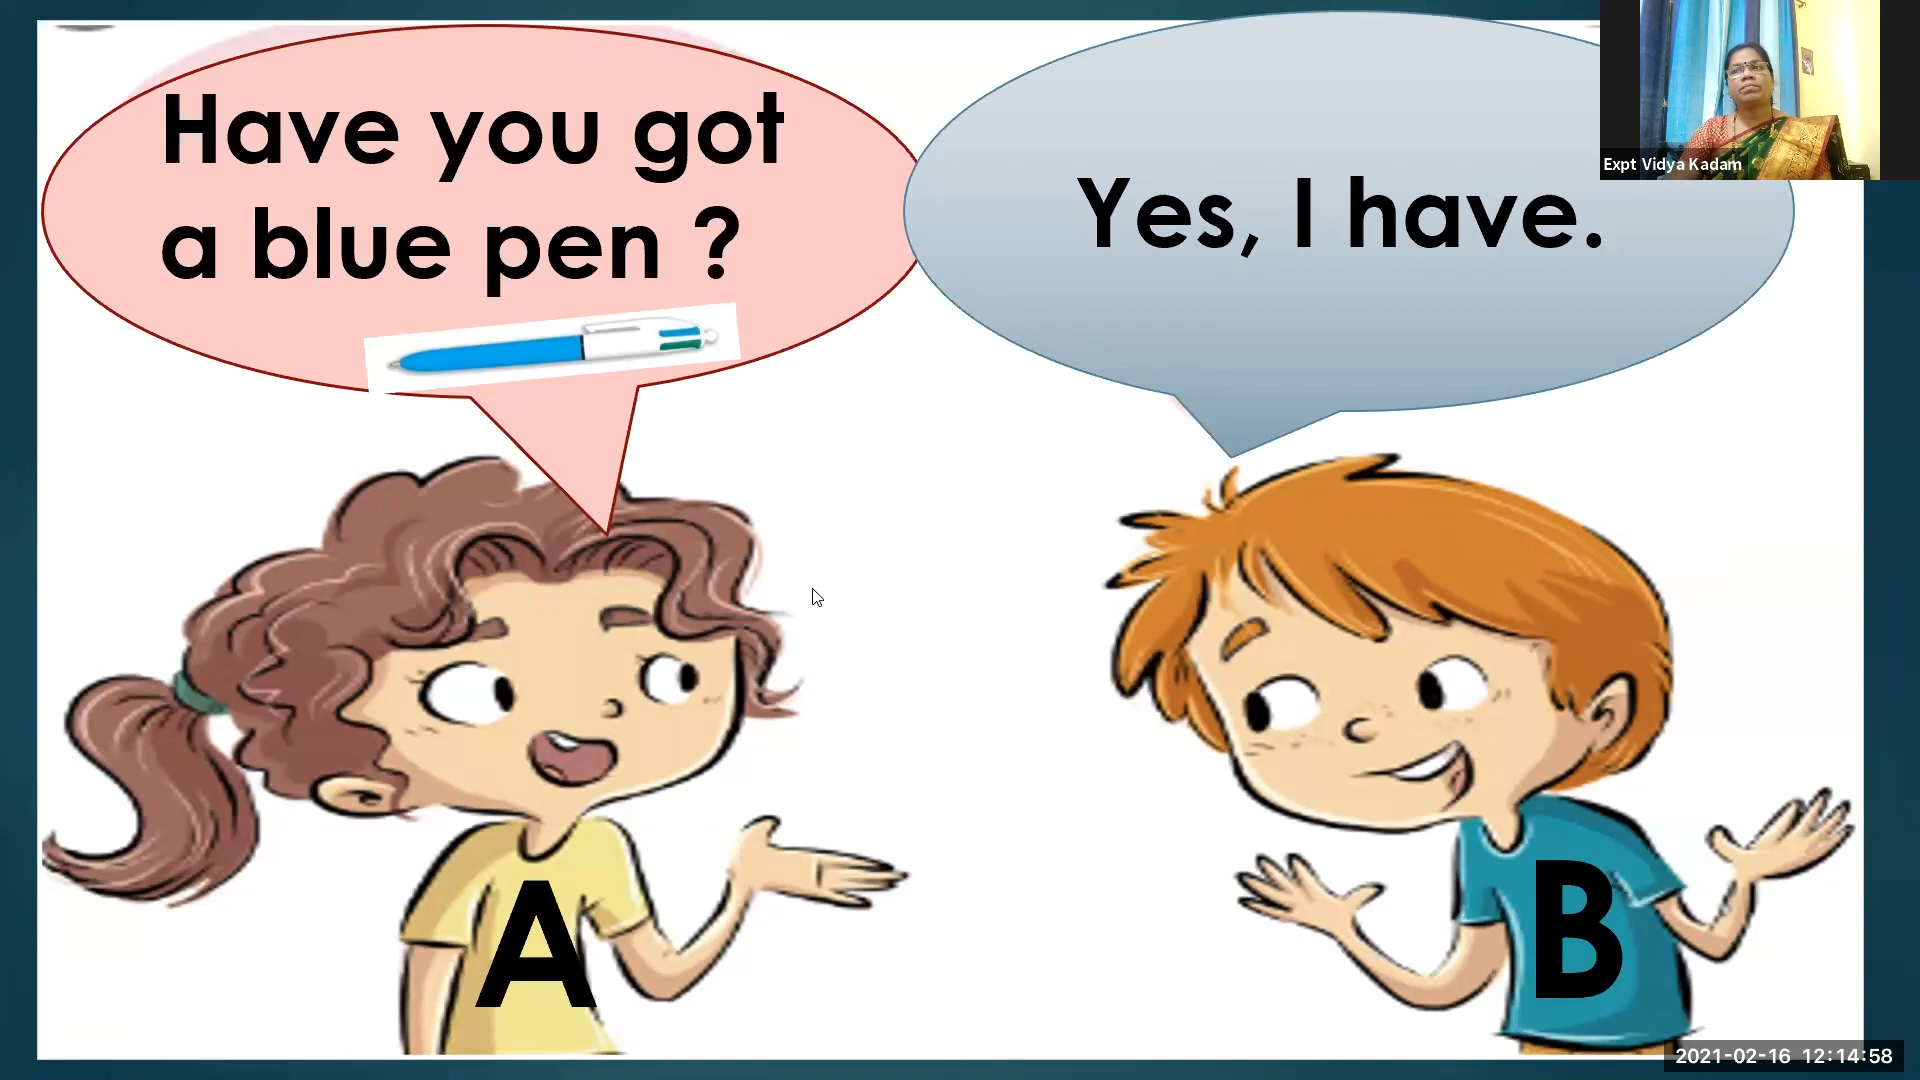 Have you got
a blue pen ?
Yes, I have.
Expt Vidya Kadam
A
B
2021-02-16 12:14:58